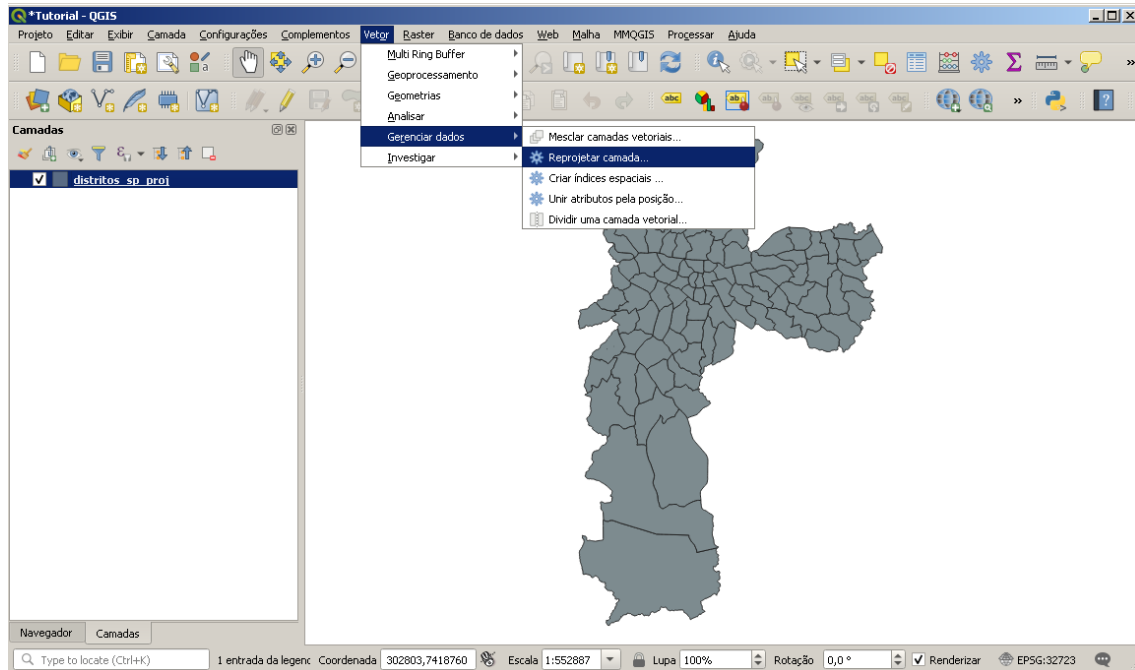 *Tutorial - QGIS
Projeto Editar Exibir Camada Configurações Complementos Vetor Raster Banco de dados Web Malha MMQGIS Processar Ajuda
Multi Ring Buffer
Geoprocessamento
Geometrias
Analisar
Gerenciar dados
Investigar
Mesclar camadas vetoriais...
Reprojetar camada...
Criar índices espaciais ...
Unir atributos pela posição...
Dividir uma camada vetorial...
abc
Camadas
distritos_sp_proj
Navegador Camadas
Type to locate (Ctrl+K) 1 entrada da legenc Coordenada 302803,7418760 Escala 1:552887 Lupa 100% Rotação 0,0 ° Renderizar EPSG:32723